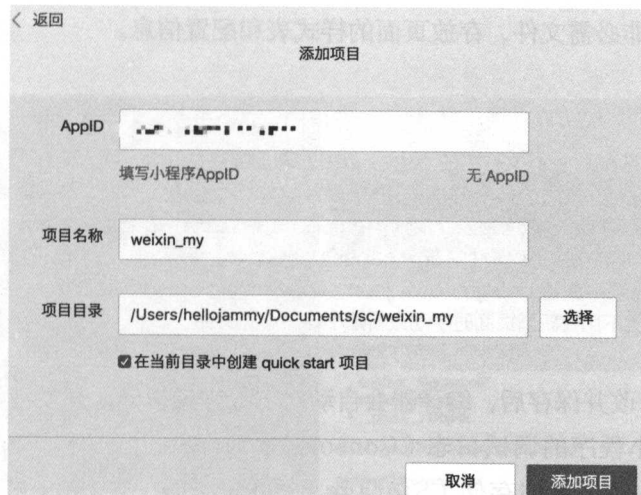 < 返回
添加项目
AppID
填写小程序AppID 无 AppID
项目名称 weixin_my
项目目录 /Users/hellojammy/Documents/sc/weixin_my 选择
在当前目录中创建 quick start 项目
取消 添加项目